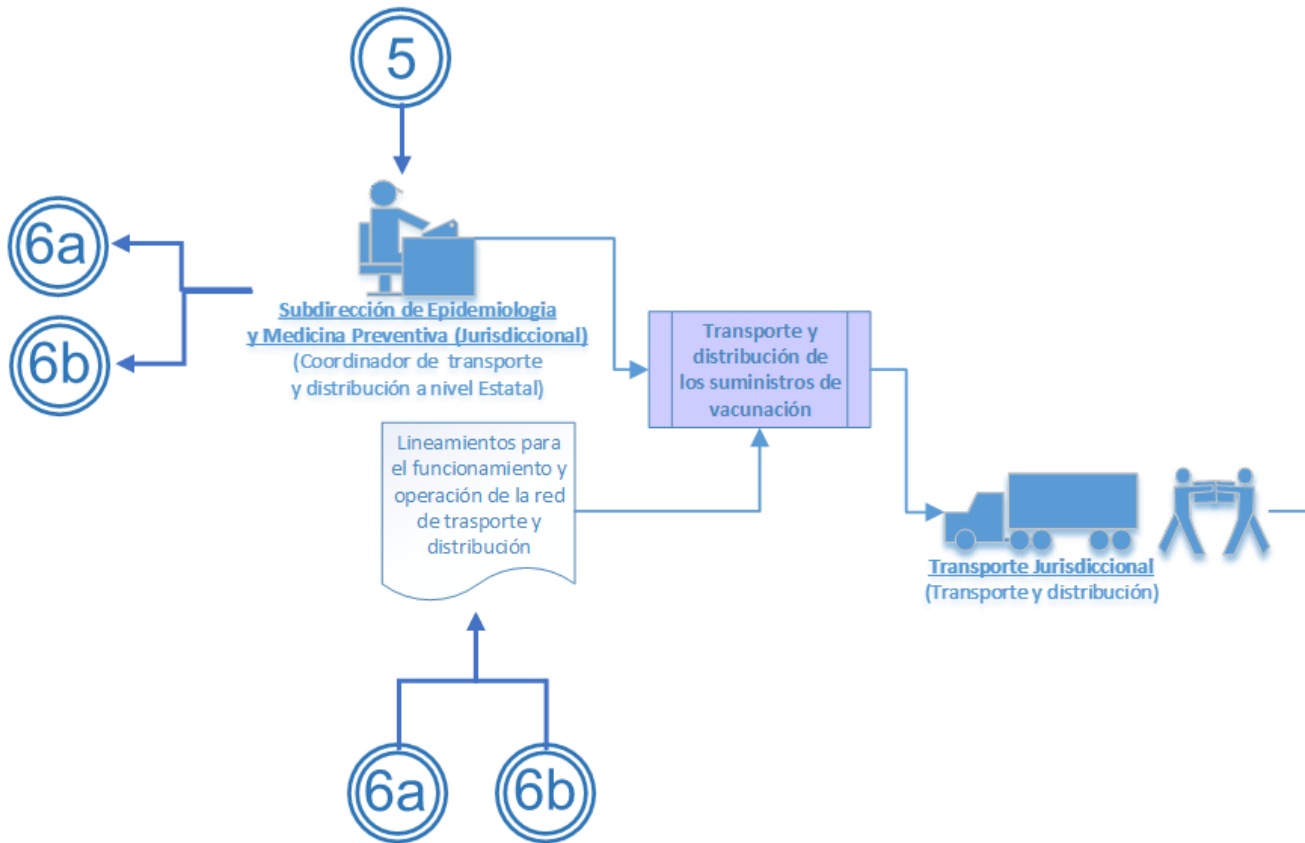 5
6a
6b
Subdirección de Epidemiologia
y Medicina Preventiva (Jurisdiccional)
(Coordinador de transporte
y distribución a nivel Estatal)
Transporte y
distribución de
los suministros de
vacunación
Lineamientos para
el funcionamiento y
operación de la red
de trasporte y
distribución
Transporte Jurisdiccional
(Transporte y distribución)
6a
6b